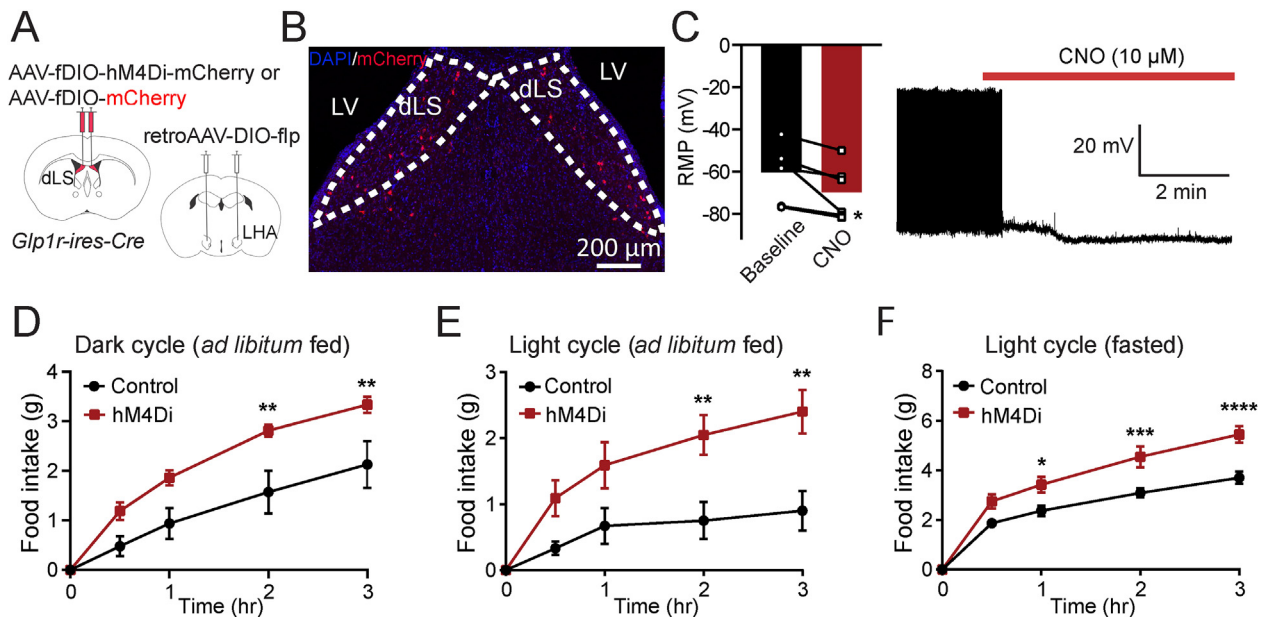 A
AAV-fDIO-hM4Di-mCherry or
AAV-fDIO-mCherry
retroAAV-DIO-flp
dLS
LHA
Glp1r-ires-Cre
B
DAPI/mCherry
LV
dLS
dLS
LV
200 µm
C
0
-20
-40
-60
-80
RMP (mV)
Baseline
CNO
*
CNO (10 µM)
20 mV
2 min
D
Dark cycle (ad libitum fed)
Control
hM4Di
**
**
Food intake (g)
4
3
2
1
0
0
1
2
3
Time (hr)
E
Light cycle (ad libitum fed)
Control
hM4Di
**
**
Food intake (g)
3
2
1
0
0
1
2
3
Time (hr)
F
Light cycle (fasted)
Control
hM4Di
*
***
****
Food intake (g)
8
6
4
2
0
0
1
2
3
Time (hr)